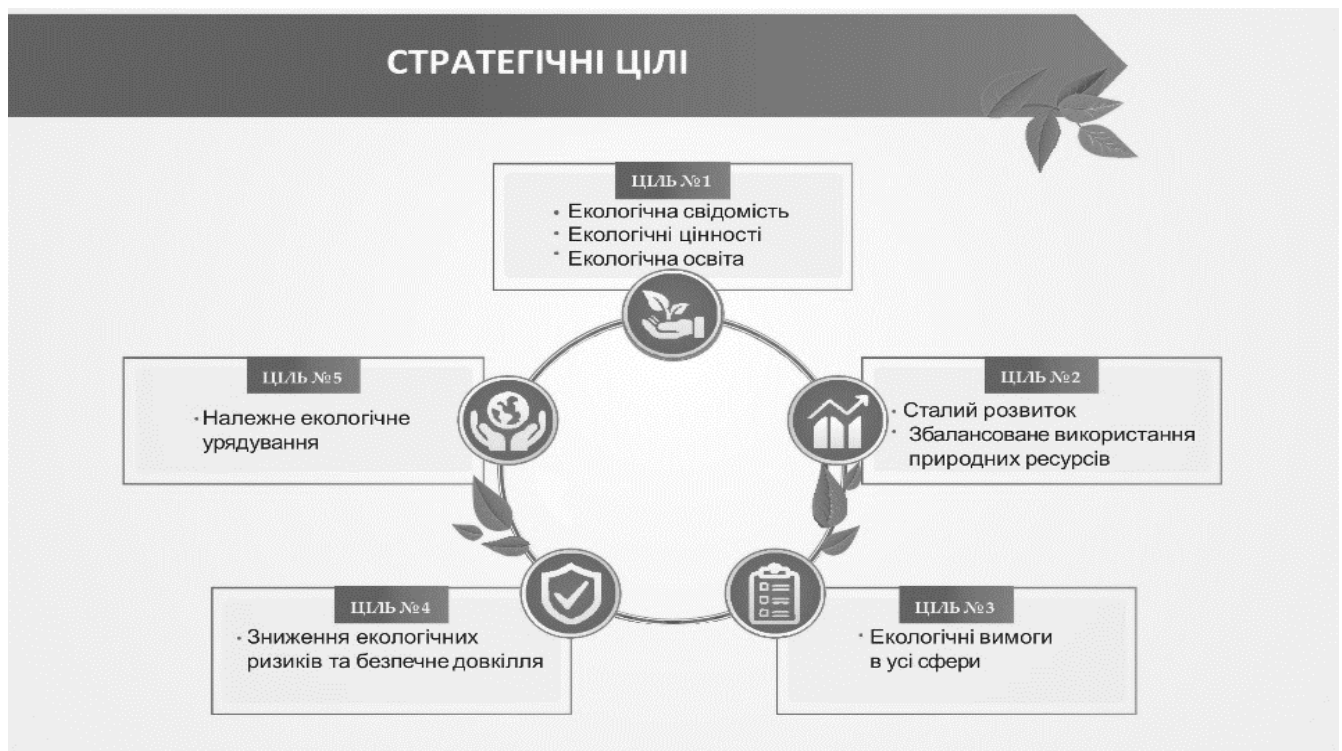 СТРАТЕГІЧНІ ЦІЛІ
ЦІЛЬ №1
• Екологічна свідомість
• Екологічні цінності
• Екологічна освіта
ЦІЛЬ №2
• Сталий розвиток
• Збалансоване використання
природних ресурсів
ЦІЛЬ №3
• Екологічні вимоги
в усі сфери
ЦІЛЬ №4
• Зниження екологічних
ризиків та безпечне довкілля
ЦІЛЬ №5
• Належне екологічне
урядування